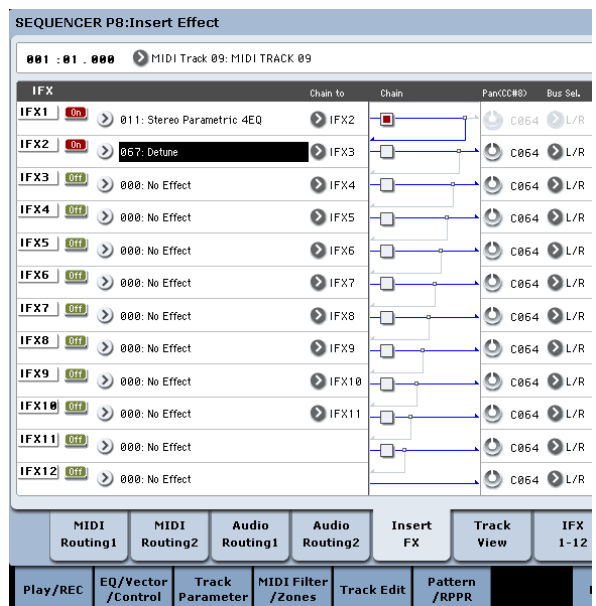 SEQUENCER P8:Insert Effect
001 :01 . 000 MIDI Track 09: MIDI TRACK 09
IFX Chain to Chain Pan(CC#8) Bus Sel.
IFX1 On 011: Stereo Parametric 4EQ IFX2 C064 L/R
IFX2 On 067: Detune IFX3 C064 L/R
IFX3 Off 000: No Effect IFX4 C064 L/R
IFX4 Off 000: No Effect IFX5 C064 L/R
IFX5 Off 000: No Effect IFX6 C064 L/R
IFX6 Off 000: No Effect IFX7 C064 L/R
IFX7 Off 000: No Effect IFX8 C064 L/R
IFX8 Off 000: No Effect IFX9 C064 L/R
IFX9 Off 000: No Effect IFX10 C064 L/R
IFX10 Off 000: No Effect IFX11 C064 L/R
IFX11 Off 000: No Effect C064 L/R
IFX12 Off 000: No Effect C064 L/R
MIDI Routing1 MIDI Routing2 Audio Routing1 Audio Routing2 Insert FX Track View IFX 1-12
Play/REC EQ/Vector /Control Track Parameter MIDI Filter /Zones Track Edit Pattern /RPPR